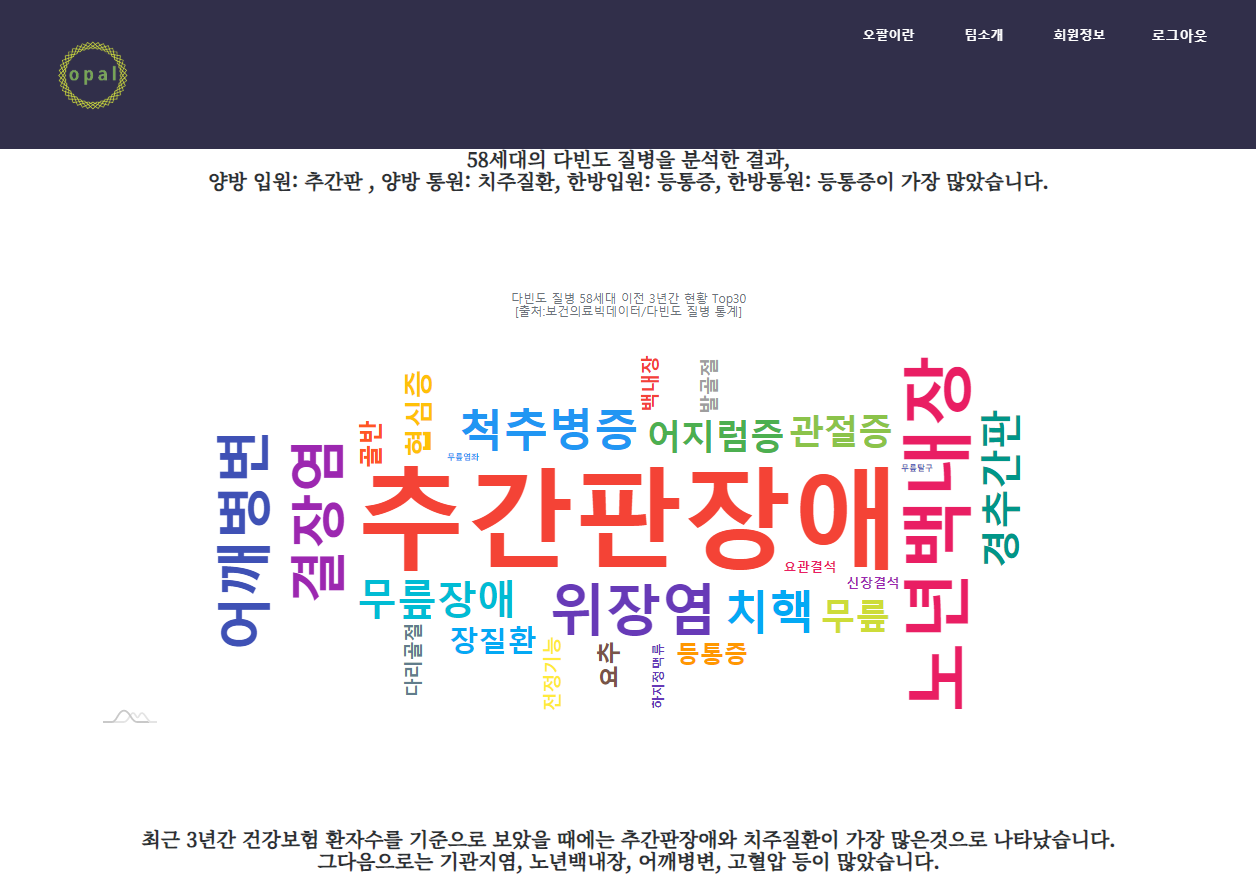 opal
오팔이란
팀소개
회원정보
로그아웃
58세대의 다빈도 질병을 분석한 결과,
양방 입원: 추간판 , 양방 통원: 치주질환, 한방입원: 등통증, 한방통원: 등통증이 가장 많았습니다.
다빈도 질병 58세대 이전 3년간 현황 Top30
[출처:보건의료빅데이터/다빈도 질병 통계]
백내장
발골절
협심증
노년백내장
척추병증
어지럼증
관절증
경추간판
골반
어깨병변
결장염
무릎염좌
무릎탈구
추간판장애
요관결석
신장결석
무릎장애
위장염
치핵
무릎
장질환
다리골절
전정기능
요추
하지정맥류
등통증
최근 3년간 건강보험 환자수를 기준으로 보았을 때에는 추간판장애와 치주질환이 가장 많은것으로 나타났습니다.
그다음으로는 기관지염, 노년백내장, 어깨병변, 고혈압 등이 많았습니다.